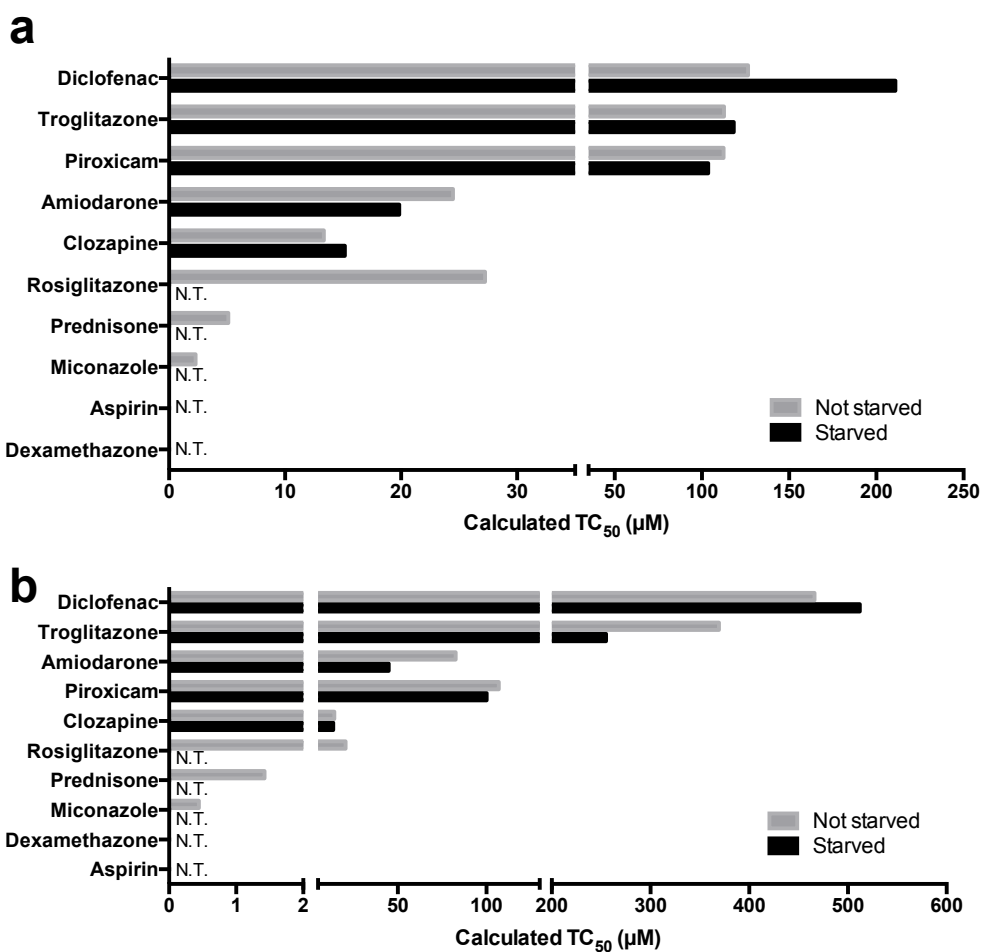 a
Diclofenac
Troglitazone
Piroxicam
Amiodarone
Clozapine
Rosiglitazone
N.T.
Prednisone
N.T.
Miconazole
N.T.
Aspirin N.T.
Dexamethazone N.T.
Not starved
Starved
0 10 20 30 50 100 150 200 250
Calculated TC50 (µM)
b
Diclofenac
Troglitazone
Amiodarone
Piroxicam
Clozapine
Rosiglitazone
N.T.
Prednisone
N.T.
Miconazole
N.T.
Dexamethazone N.T.
Aspirin N.T.
Not starved
Starved
0 1 2 50 100 200 300 400 500 600
Calculated TC50 (µM)